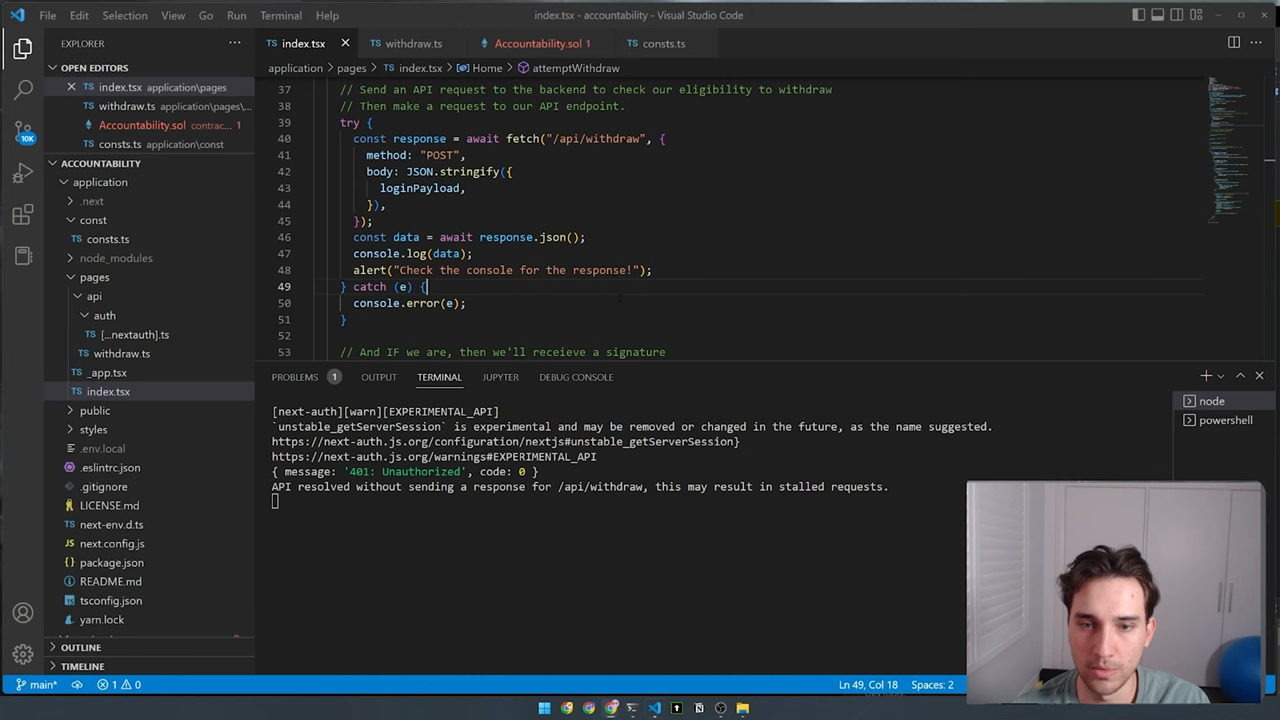 File Edit Selection View Go Run Terminal Help
index.tsx - accountability - Visual Studio Code
EXPLORER
OPEN EDITORS
index.tsx application\pages
withdraw.ts application\pages\...
Accountability.sol contrac... 1
consts.ts application\const
ACCOUNTABILITY
application
.next
const
consts.ts
node_modules
pages
api
auth
[...nextauth].ts
withdraw.ts
_app.tsx
index.tsx
public
styles
.env.local
.eslintrc.json
.gitignore
LICENSE.md
next-env.d.ts
next.config.js
package.json
README.md
tsconfig.json
yarn.lock
OUTLINE
TIMELINE
10K
index.tsx withdraw.ts Accountability.sol 1 consts.ts
application > pages > index.tsx > Home > attemptWithdraw
37 // Send an API request to the backend to check our eligibility to withdraw
38 // Then make a request to our API endpoint.
39 try {
40 const response = await fetch("/api/withdraw", {
41 method: "POST",
42 body: JSON.stringify({
43 loginPayload,
44 }),
45 });
46 const data = await response.json();
47 console.log(data);
48 alert("Check the console for the response!");
49 } catch (e) {
50 console.error(e);
51 }
52
53 // And IF we are, then we'll receieve a signature
PROBLEMS 1 OUTPUT TERMINAL JUPYTER DEBUG CONSOLE
[next-auth][warn][EXPERIMENTAL_API]
`unstable_getServerSession` is experimental and may be removed or changed in the future, as the name suggested.
https://next-auth.js.org/configuration/nextjs#unstable_getServerSession}
https://next-auth.js.org/warnings#EXPERIMENTAL_API
{ message: '401: Unauthorized', code: 0 }
API resolved without sending a response for /api/withdraw, this may result in stalled requests.
node
powershell
main* 1 0
Ln 49, Col 18 Spaces: 2